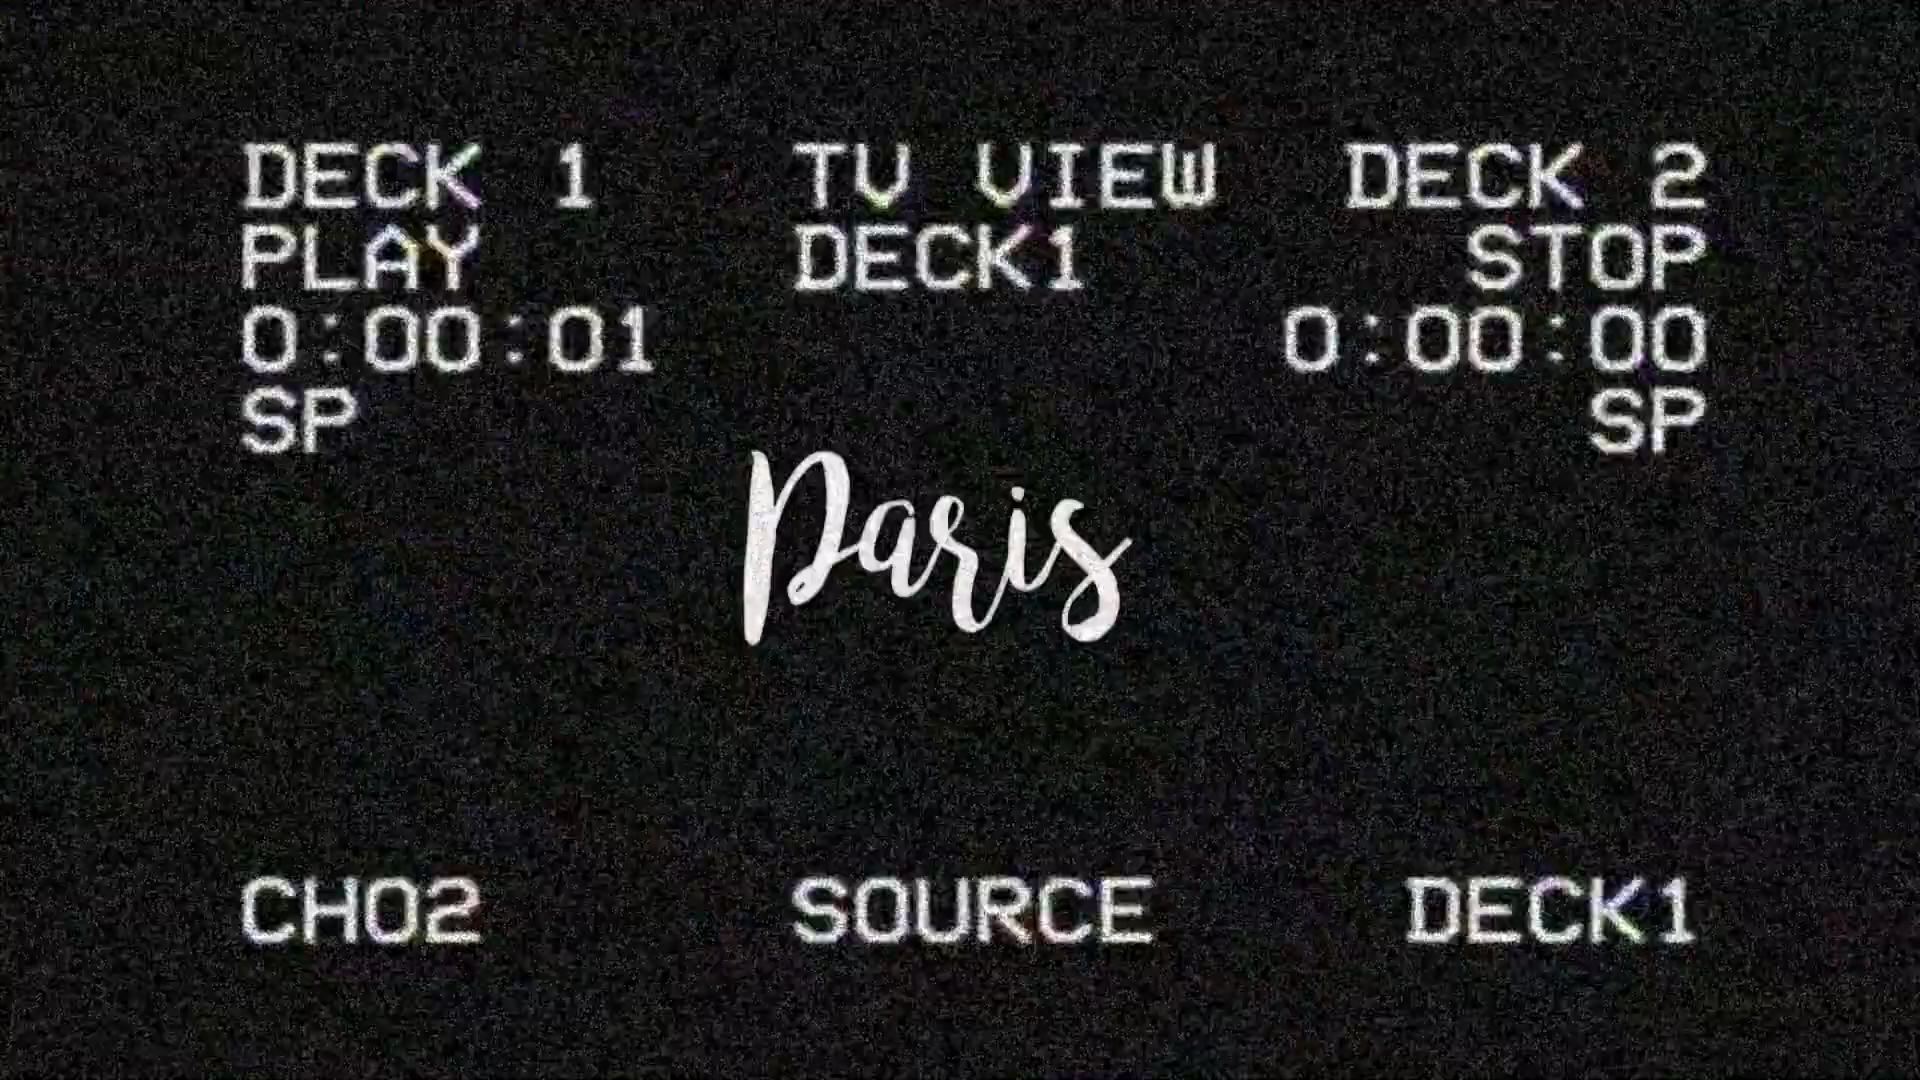 DECK 1 TV VIEW DECK 2
PLAY DECK1 STOP
0:00:01 0:00:00
SP SP
Paris
CH02 SOURCE DECK1